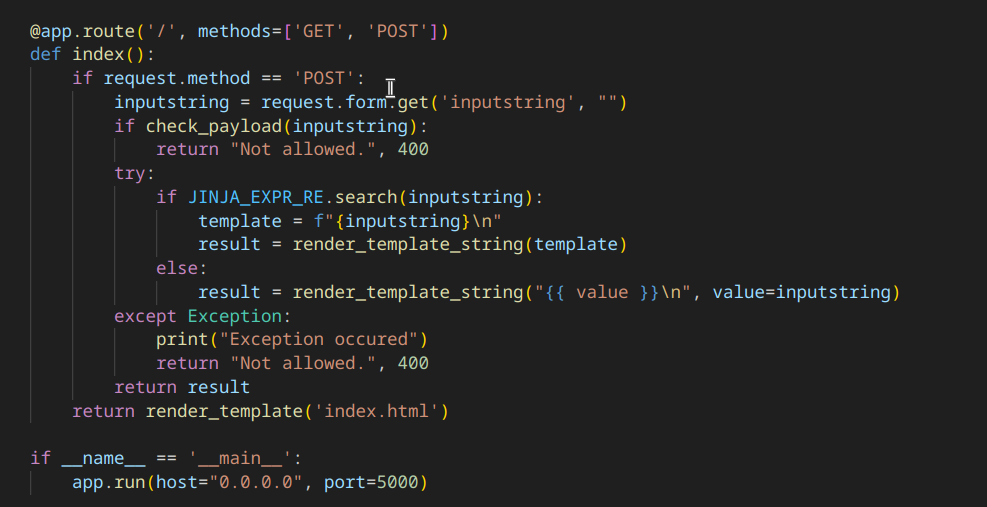 @app.route('/', methods=['GET', 'POST'])
def index():
    if request.method == 'POST':
        inputstring = request.form.get('inputstring', "")
        if check_payload(inputstring):
            return "Not allowed.", 400
        try:
            if JINJA_EXPR_RE.search(inputstring):
                template = f"{inputstring}\n"
                result = render_template_string(template)
            else:
                result = render_template_string("{{ value }}\n", value=inputstring)
        except Exception:
            print("Exception occured")
            return "Not allowed.", 400
        return result
    return render_template('index.html')

if __name__ == '__main__':
    app.run(host="0.0.0.0", port=5000)